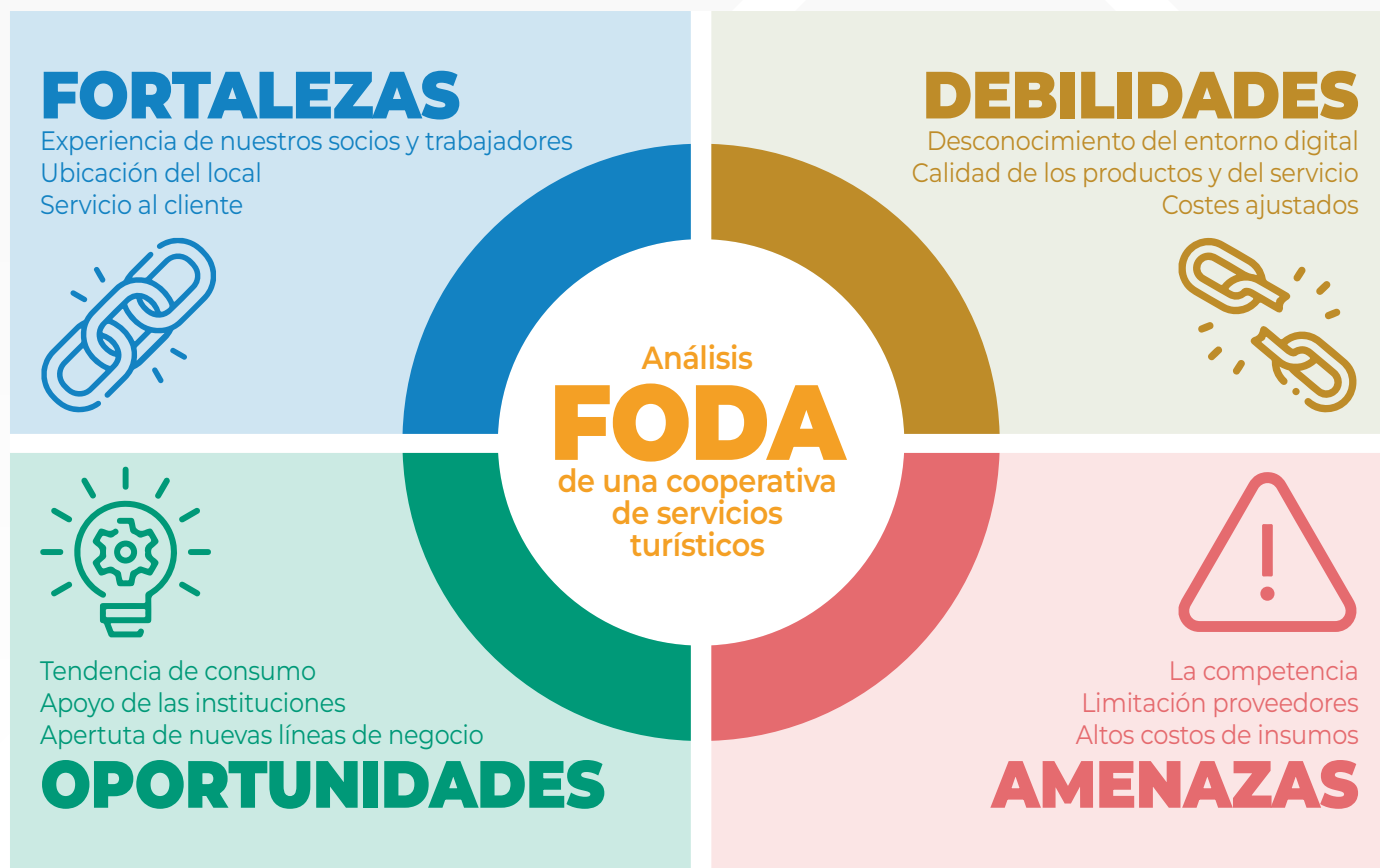 FORTALEZAS
Experiencia de nuestros socios y trabajadores
Ubicación del local
Servicio al cliente
DEBILIDADES
Desconocimiento del entorno digital
Calidad de los productos y del servicio
Costes ajustados
Análisis
FODA
de una cooperativa
de servicios
turísticos
Tendencia de consumo
Apoyo de las instituciones
Apertuta de nuevas líneas de negocio
OPORTUNIDADES
La competencia
Limitación proveedores
Altos costos de insumos
AMENAZAS